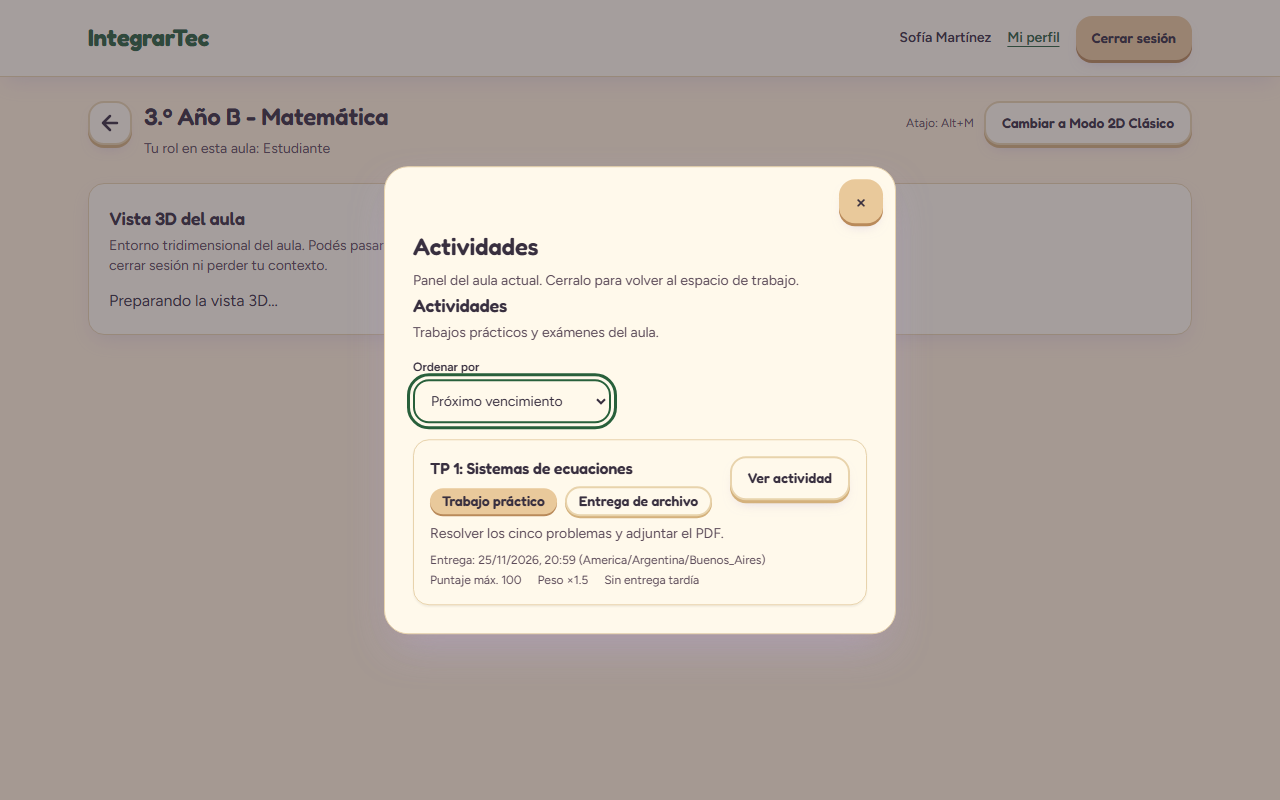 IntegrarTec
Sofía Martínez
Mi perfil
Cerrar sesión
3.º Año B - Matemática
Tu rol en esta aula: Estudiante
Atajo: Alt+M
Cambiar a Modo 2D Clásico
Vista 3D del aula
Entorno tridimensional del aula. Podés pasar
cerrar sesión ni perder tu contexto.
Preparando la vista 3D...
×
Actividades
Panel del aula actual. Cerralo para volver al espacio de trabajo.
Actividades
Trabajos prácticos y exámenes del aula.
Ordenar por
Próximo vencimiento
TP 1: Sistemas de ecuaciones
Ver actividad
Trabajo práctico
Entrega de archivo
Resolver los cinco problemas y adjuntar el PDF.
Entrega: 25/11/2026, 20:59 (America/Argentina/Buenos_Aires)
Puntaje máx. 100 Peso ×1.5 Sin entrega tardía